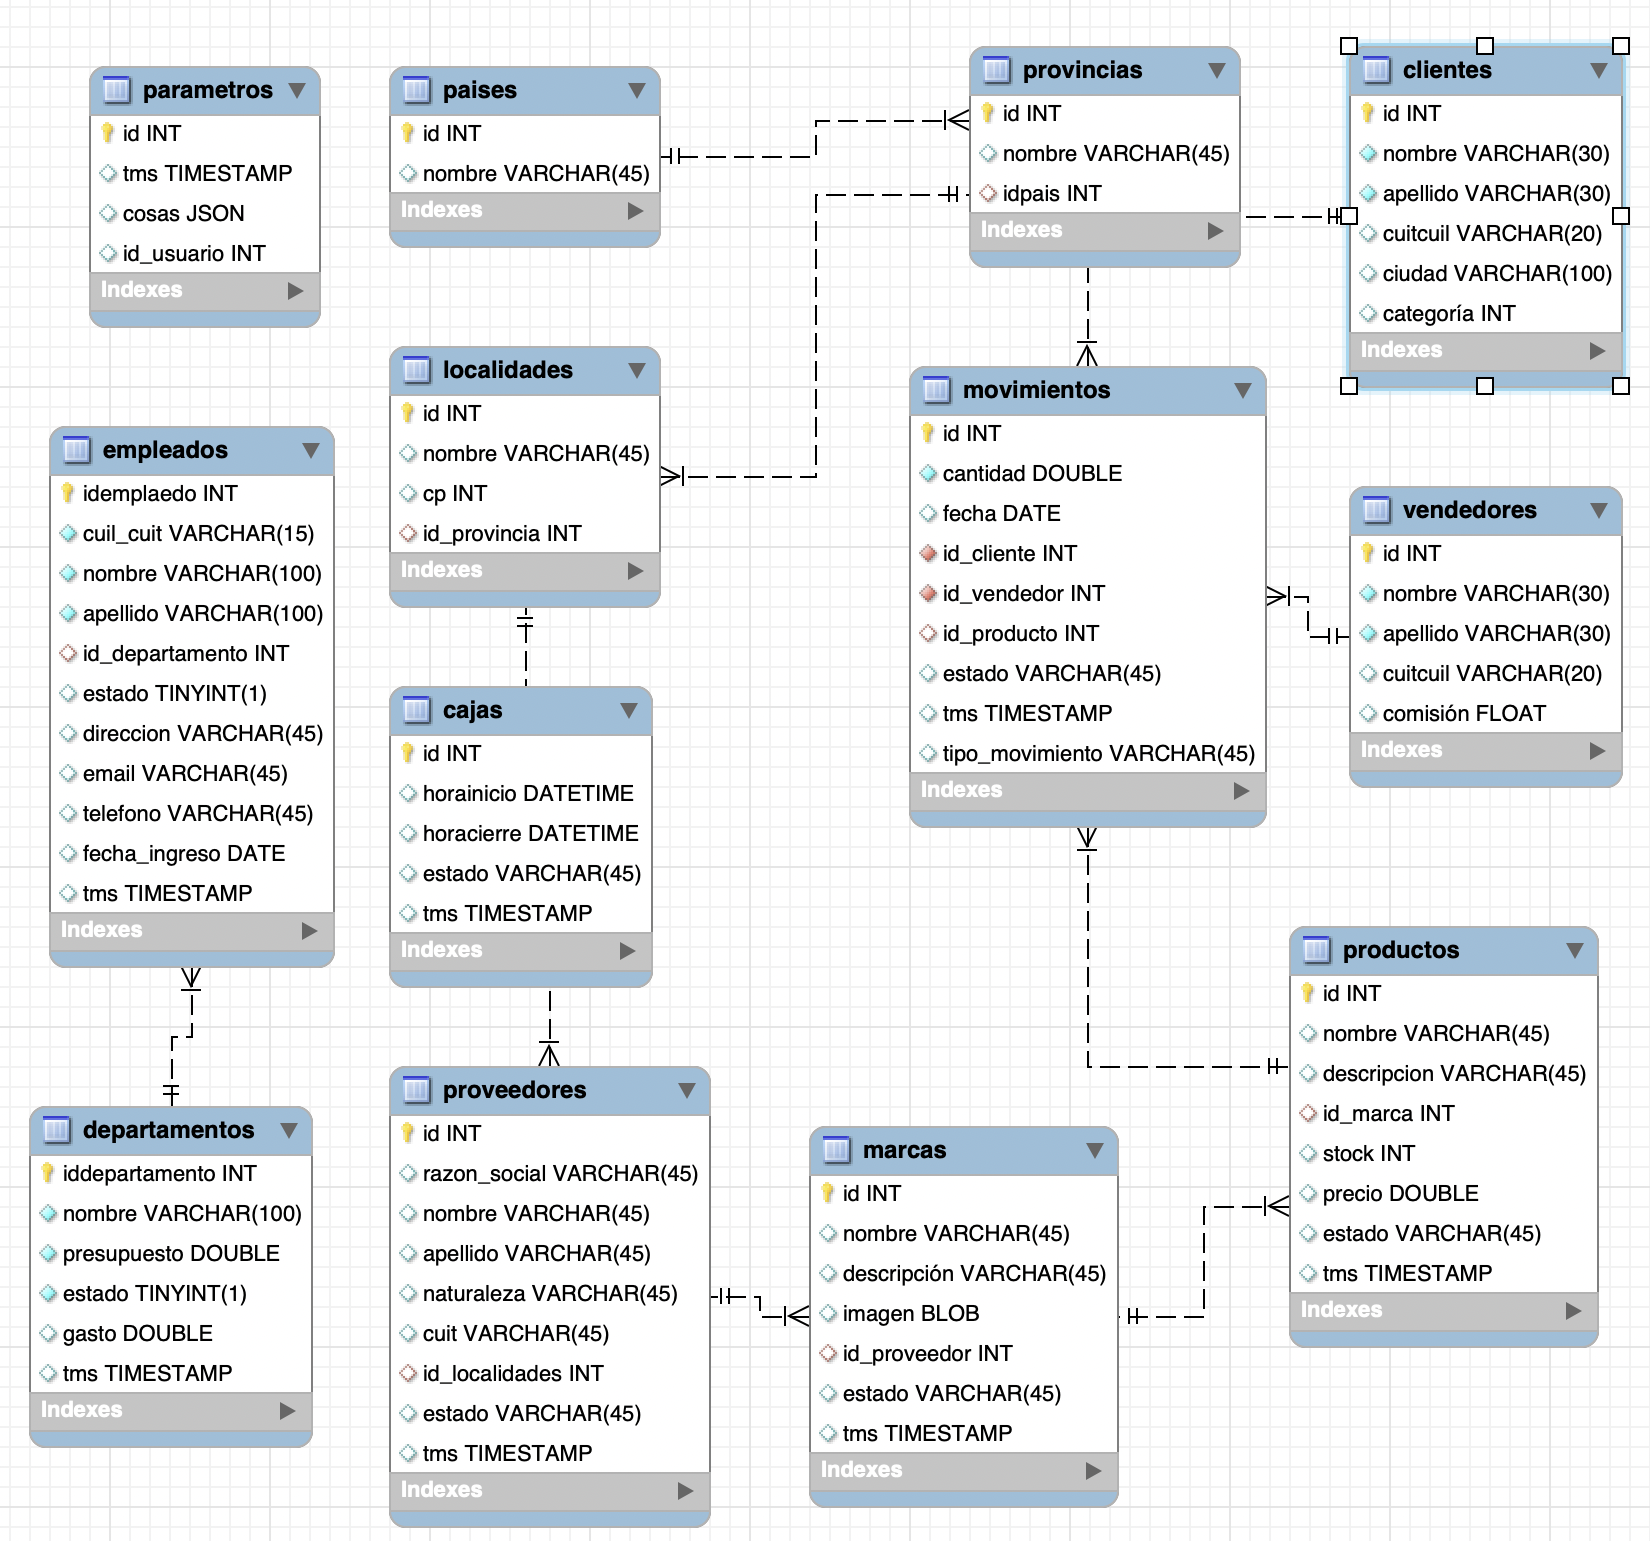 parametros
id INT
tms TIMESTAMP
cosas JSON
id_usuario INT
Indexes
paises
id INT
nombre VARCHAR(45)
Indexes
provincias
id INT
nombre VARCHAR(45)
idpais INT
Indexes
clientes
id INT
nombre VARCHAR(30)
apellido VARCHAR(30)
cuitcuil VARCHAR(20)
ciudad VARCHAR(100)
categoría INT
Indexes
localidades
id INT
nombre VARCHAR(45)
cp INT
id_provincia INT
Indexes
movimientos
id INT
cantidad DOUBLE
fecha DATE
id_cliente INT
id_vendedor INT
id_producto INT
estado VARCHAR(45)
tms TIMESTAMP
tipo_movimiento VARCHAR(45)
Indexes
empleados
idemplaedo INT
cuil_cuit VARCHAR(15)
nombre VARCHAR(100)
apellido VARCHAR(100)
id_departamento INT
estado TINYINT(1)
direccion VARCHAR(45)
email VARCHAR(45)
telefono VARCHAR(45)
fecha_ingreso DATE
tms TIMESTAMP
Indexes
vendedores
id INT
nombre VARCHAR(30)
apellido VARCHAR(30)
cuitcuil VARCHAR(20)
comisión FLOAT
Indexes
cajas
id INT
horainicio DATETIME
horacierre DATETIME
estado VARCHAR(45)
tms TIMESTAMP
Indexes
productos
id INT
nombre VARCHAR(45)
descripcion VARCHAR(45)
id_marca INT
stock INT
precio DOUBLE
estado VARCHAR(45)
tms TIMESTAMP
Indexes
departamentos
iddepartamento INT
nombre VARCHAR(100)
presupuesto DOUBLE
estado TINYINT(1)
gasto DOUBLE
tms TIMESTAMP
Indexes
proveedores
id INT
razon_social VARCHAR(45)
nombre VARCHAR(45)
apellido VARCHAR(45)
naturaleza VARCHAR(45)
cuit VARCHAR(45)
id_localidades INT
estado VARCHAR(45)
tms TIMESTAMP
Indexes
marcas
id INT
nombre VARCHAR(45)
descripción VARCHAR(45)
imagen BLOB
id_proveedor INT
estado VARCHAR(45)
tms TIMESTAMP
Indexes